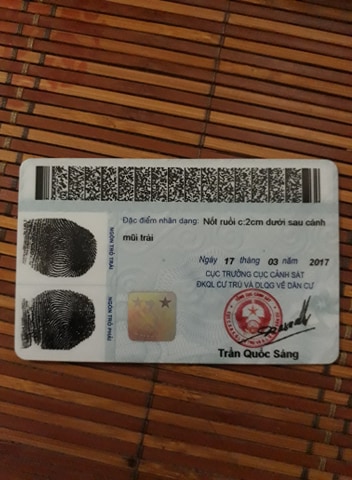 Đặc điểm nhân dạng: Nốt ruồi c:2cm dưới sau cánh
mũi trái
NGÓN TRỎ TRÁI
NGÓN TRỎ PHẢI
Ngày 17 tháng 03 năm 2017
CỤC TRƯỞNG CỤC CẢNH SÁT
ĐKQL CƯ TRÚ VÀ DLQG VỀ DÂN CƯ
Trần Quốc Sảng